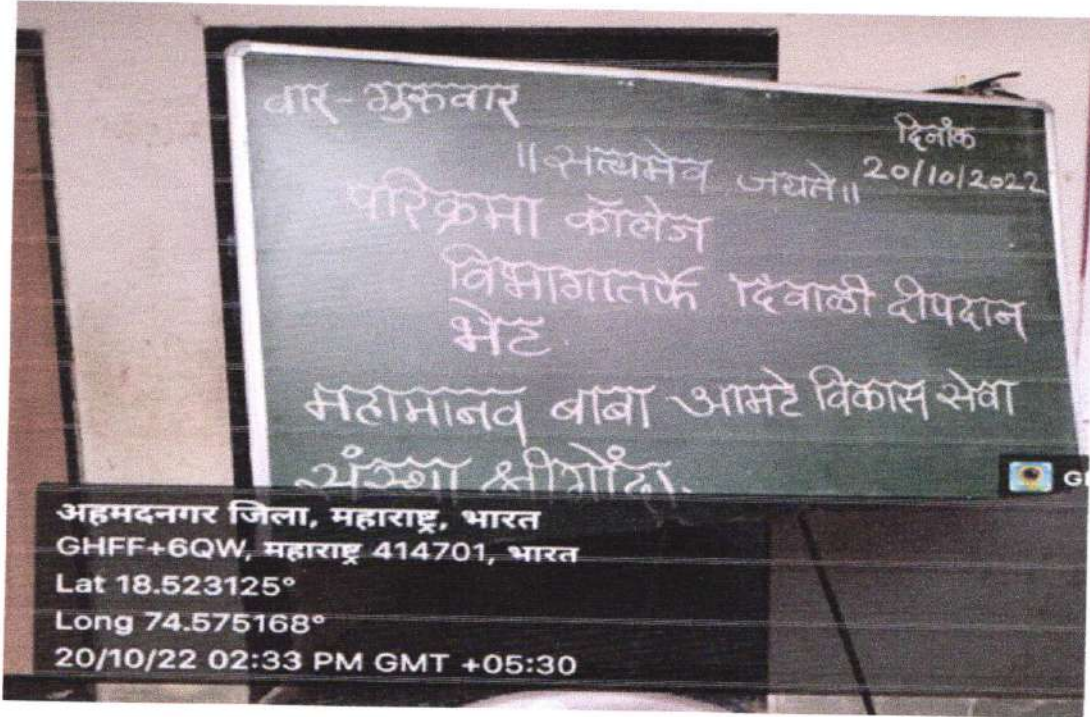 वार - गुरुवार
दिनांक
20/10/2022
॥ सत्यमेव जयते ॥
परिक्रमा कॉलेज
विभागातर्फे दिवाळी दीपदान
भेट.
महामानव बाबा आमटे विकास सेवा
संस्था श्रीगोंदा.
G
अहमदनगर जिला, महाराष्ट्र, भारत
GHFF+6QW, महाराष्ट्र 414701, भारत
Lat 18.523125°
Long 74.575168°
20/10/22 02:33 PM GMT +05:30